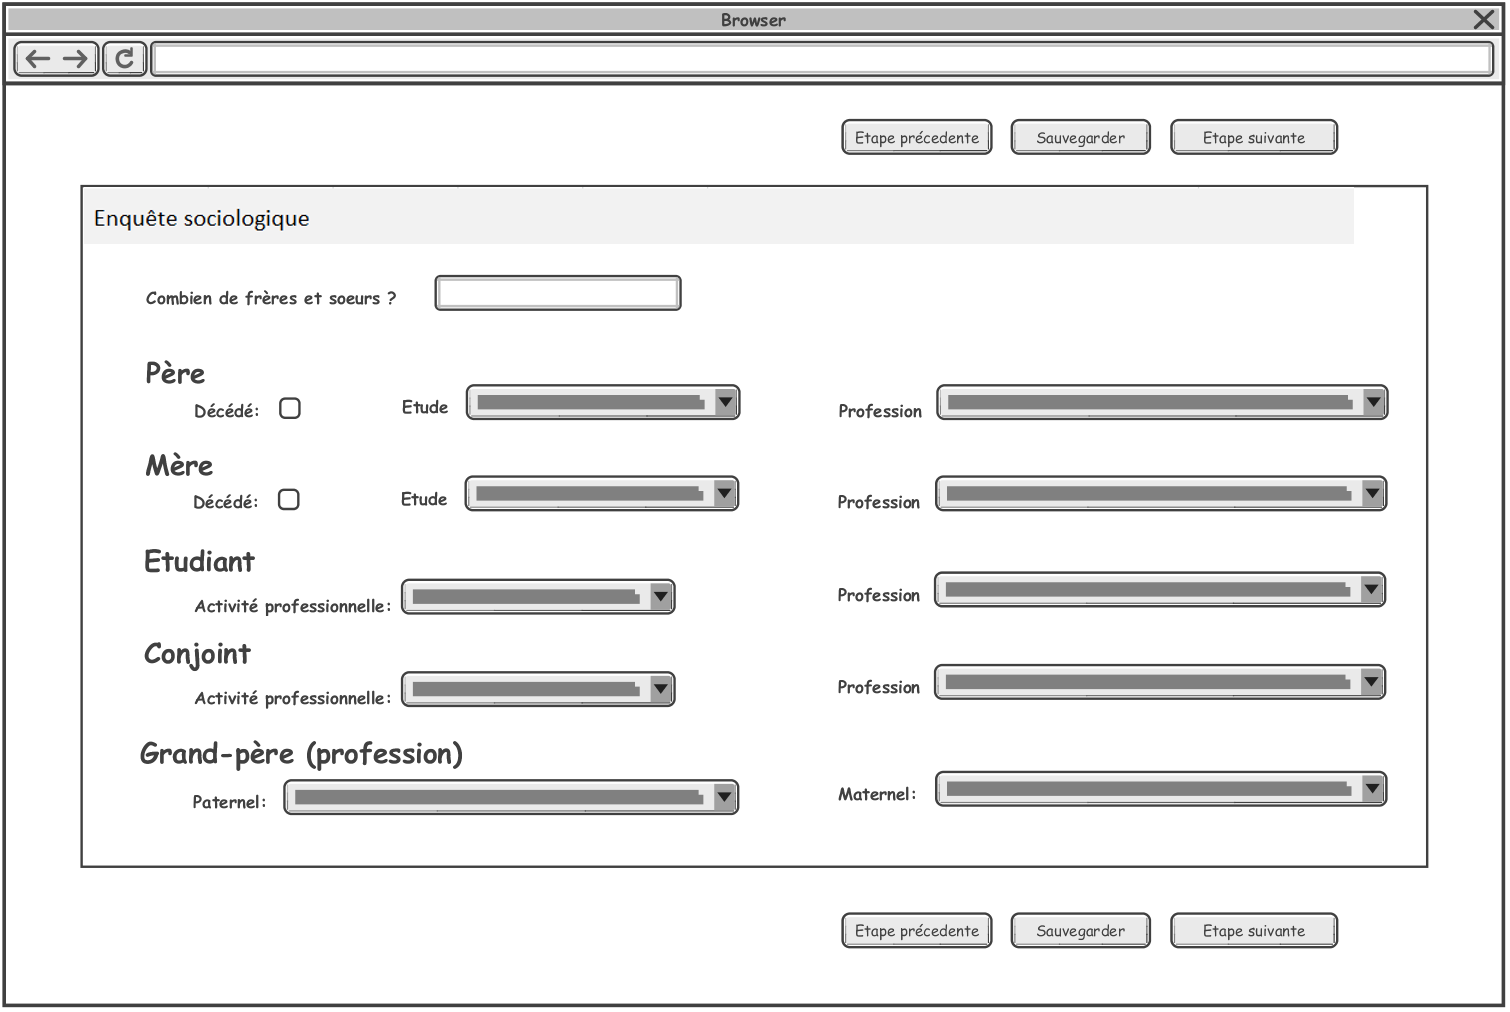 Browser
Etape précedente Sauvegarder Etape suivante
Enquête sociologique
Combien de frères et soeurs ?
Père
Décédé: Etude Profession
Mère
Décédé: Etude Profession
Etudiant
Activité professionnelle: Profession
Conjoint
Activité professionnelle: Profession
Grand-père (profession)
Paternel: Maternel:
Etape précedente Sauvegarder Etape suivante